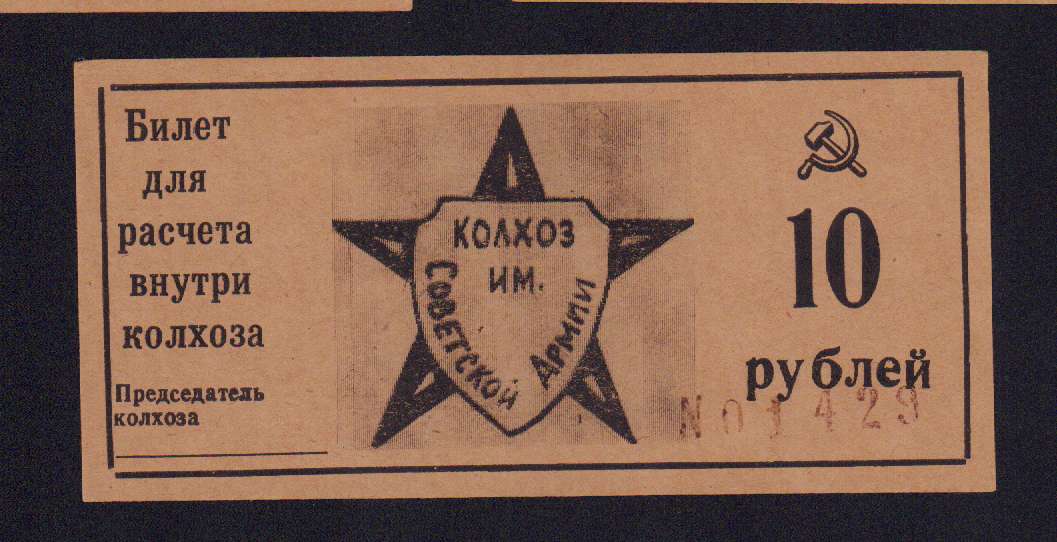 Билет
для
расчета
внутри
колхоза
Председатель
колхоза
КОЛХОЗ
ИМ.
СОВЕТСКОЙ АРМИИ
10
рублей
N 01429